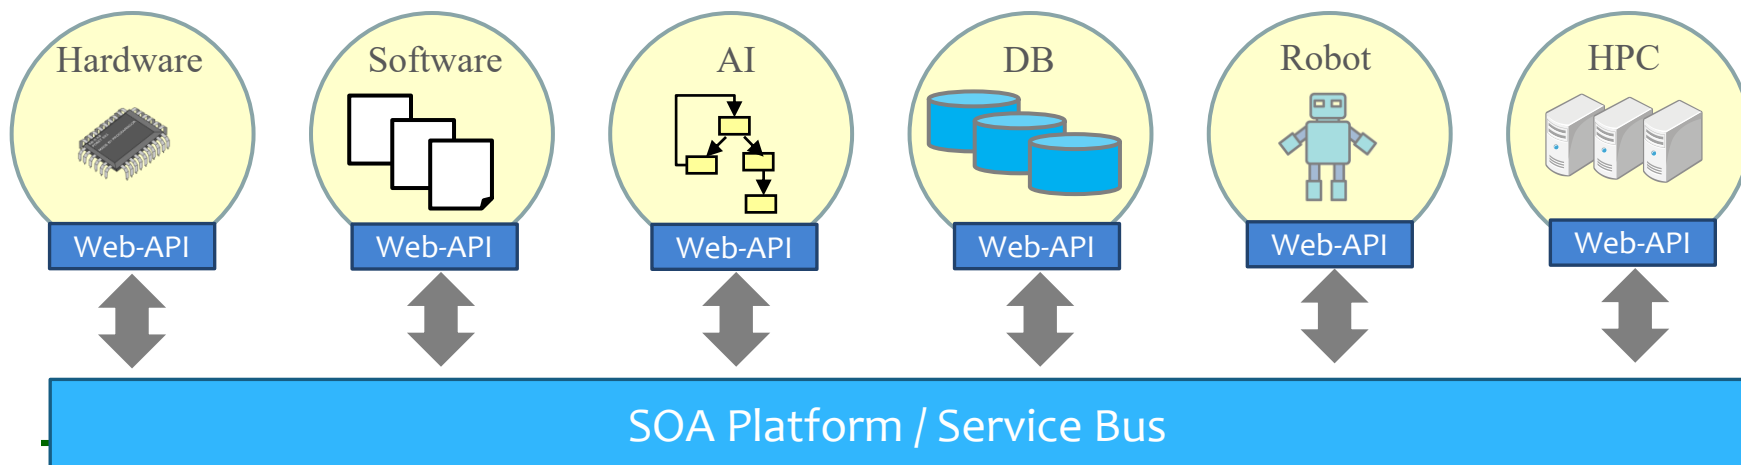 Hardware
Software
AI
DB
Robot
HPC
Web-API
Web-API
Web-API
Web-API
Web-API
Web-API
SOA Platform / Service Bus